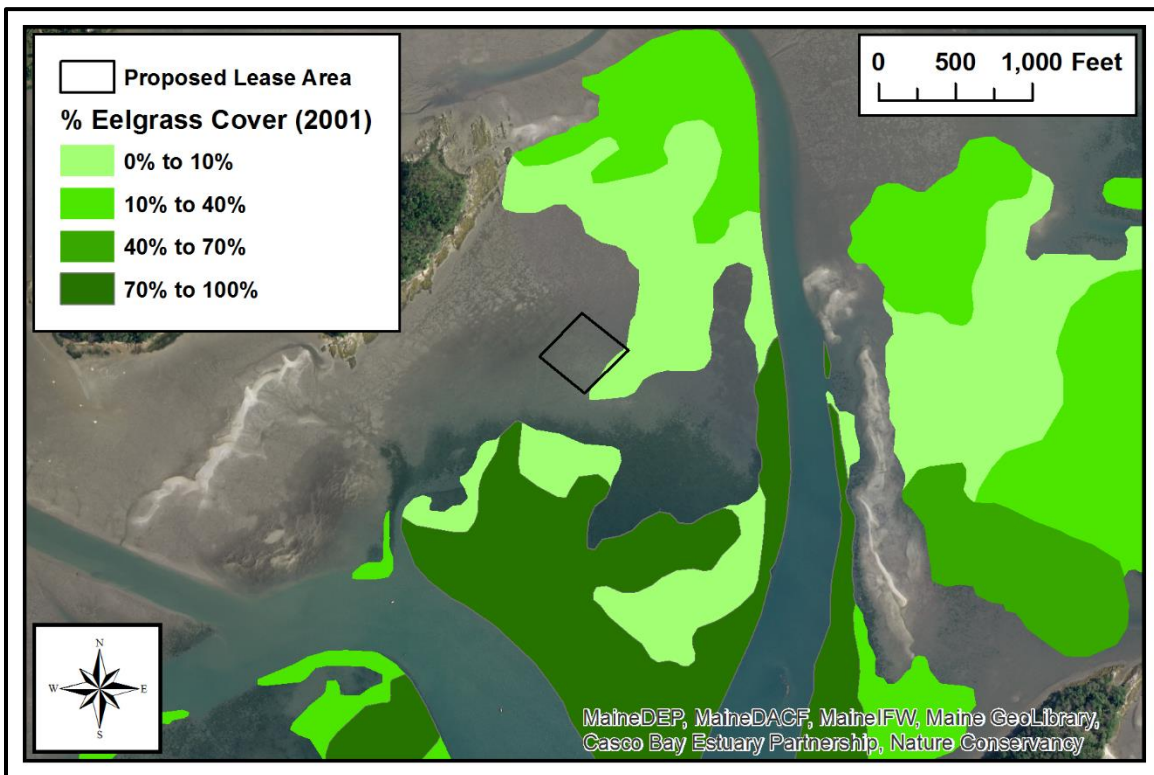 Proposed Lease Area
% Eelgrass Cover (2001)
0% to 10%
10% to 40%
40% to 70%
70% to 100%
0 500 1,000 Feet
N
W E
S
MaineDEP, MaineDACF, MaineIFW, Maine GeoLibrary,
Casco Bay Estuary Partnership, Nature Conservancy